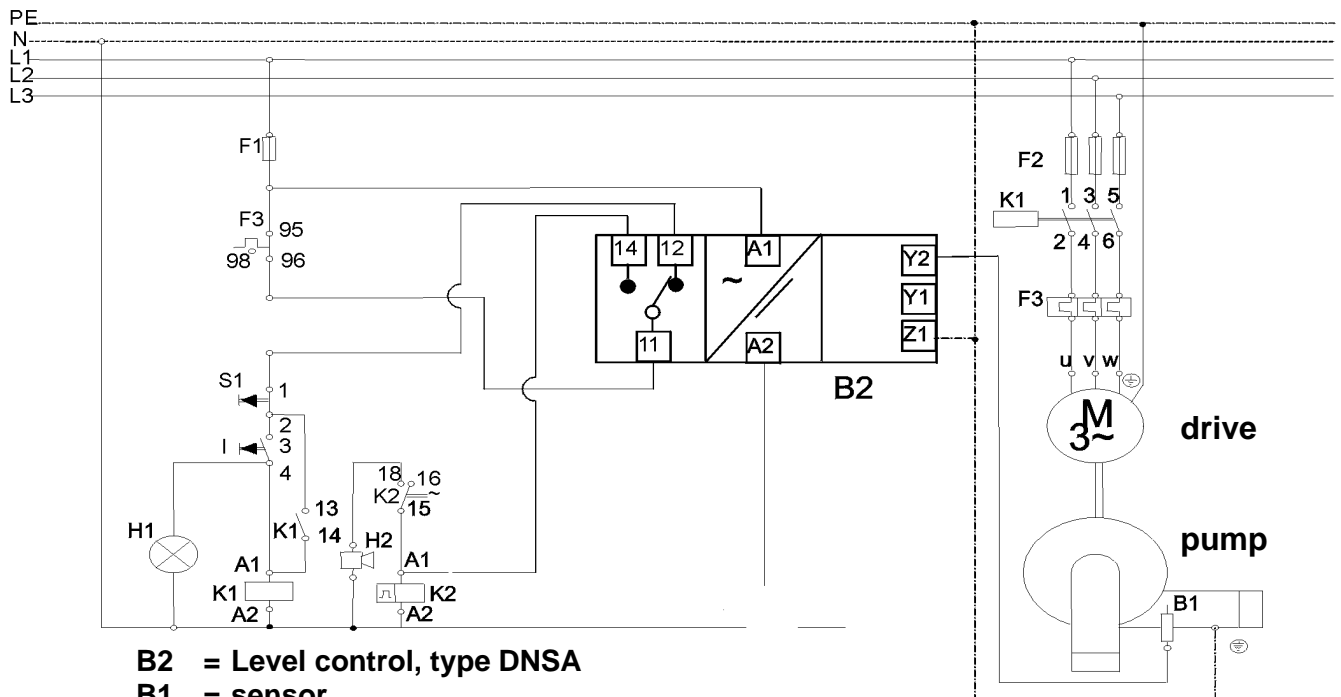 PE
N
L1
L2
L3
F1
F2
F3 95
98 96
K1 1 3 5
2 4 6
14 12 A1 Y2
~
Y1
11 A2 Z1
B2
F3
u v w
M
3~
drive
S1 1
2
I 3
4
18 16
K2 ~
15
13
K1 14
H1
H2
A1 A1
K1 K2
A2 A2
pump
B1
B2 = Level control, type DNSA
B1 = sensor